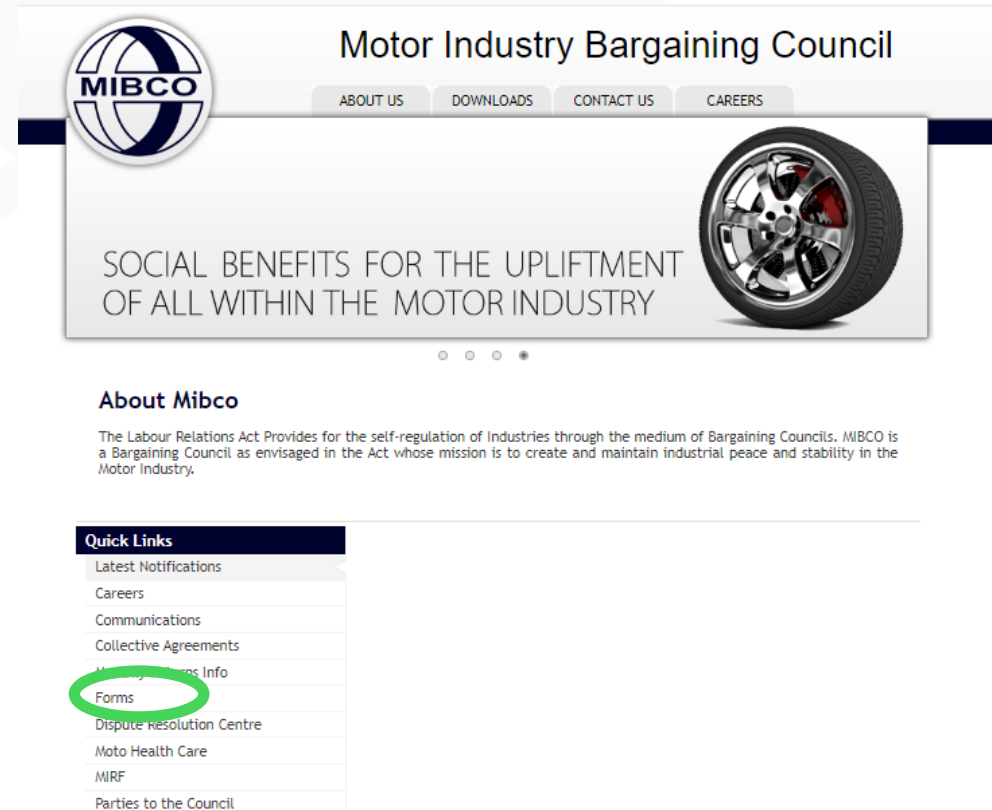 Motor Industry Bargaining Council
MIBCO
ABOUT US DOWNLOADS CONTACT US CAREERS
SOCIAL BENEFITS FOR THE UPLIFTMENT
OF ALL WITHIN THE MOTOR INDUSTRY
About Mibco
The Labour Relations Act Provides for the self-regulation of Industries through the medium of Bargaining Councils. MIBCO is
a Bargaining Council as envisaged in the Act whose mission is to create and maintain industrial peace and stability in the
Motor Industry.
Quick Links
Latest Notifications
Careers
Communications
Collective Agreements
Info
Forms
Dispute Resolution Centre
Moto Health Care
MIRF
Parties to the Council